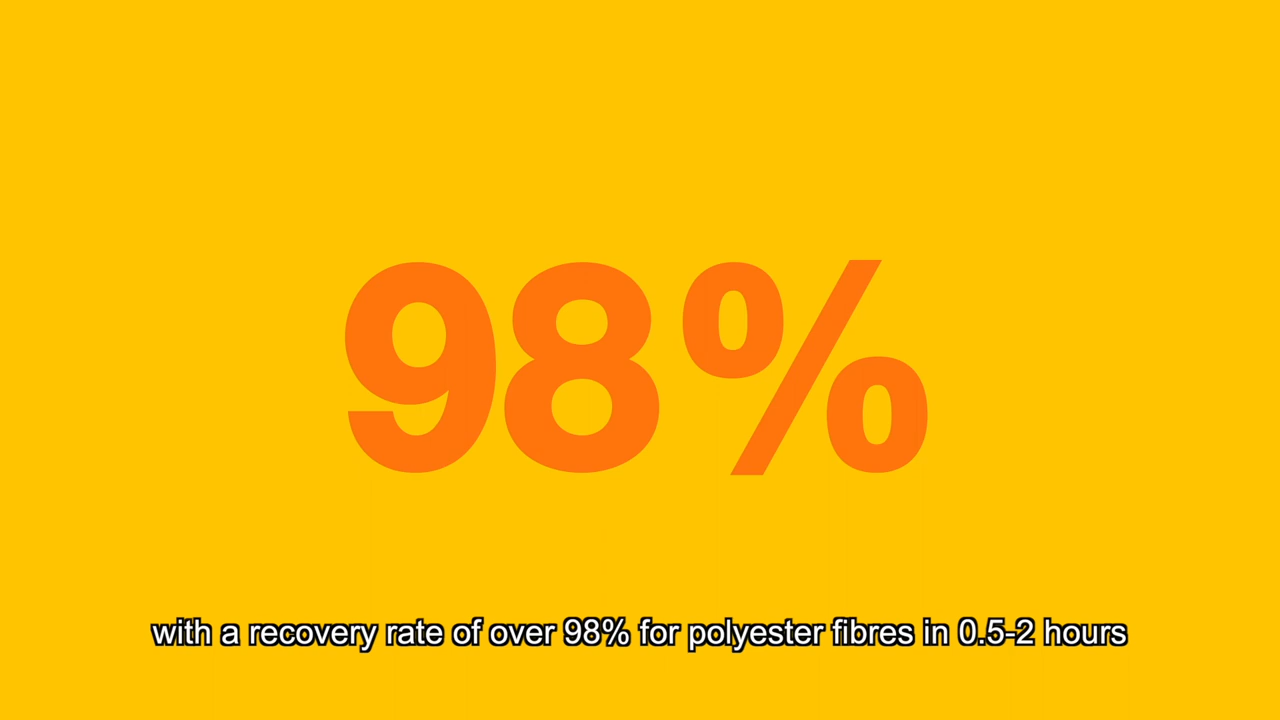 98%
with a recovery rate of over 98% for polyester fibres in 0.5-2 hours